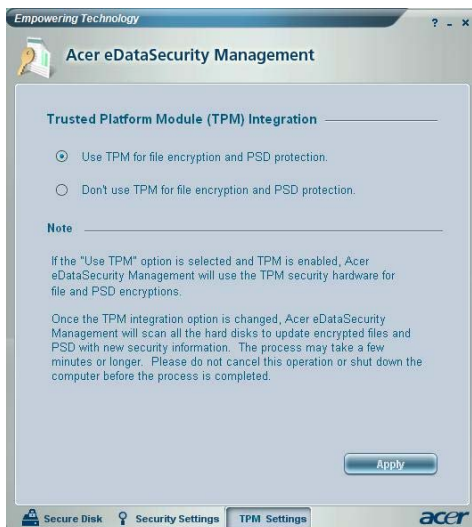 Empowering Technology
? - x
Acer eDataSecurity Management
Trusted Platform Module (TPM) Integration
Use TPM for file encryption and PSD protection.
Don't use TPM for file encryption and PSD protection.
Note
If the "Use TPM" option is selected and TPM is enabled, Acer
eDataSecurity Management will use the TPM security hardware for
file and PSD encryptions.
Once the TPM integration option is changed, Acer eDataSecurity
Management will scan all the hard disks to update encrypted files and
PSD with new security information. The process may take a few
minutes or longer. Please do not cancel this operation or shut down the
computer before the process is completed.
Apply
Secure Disk Security Settings TPM Settings acer